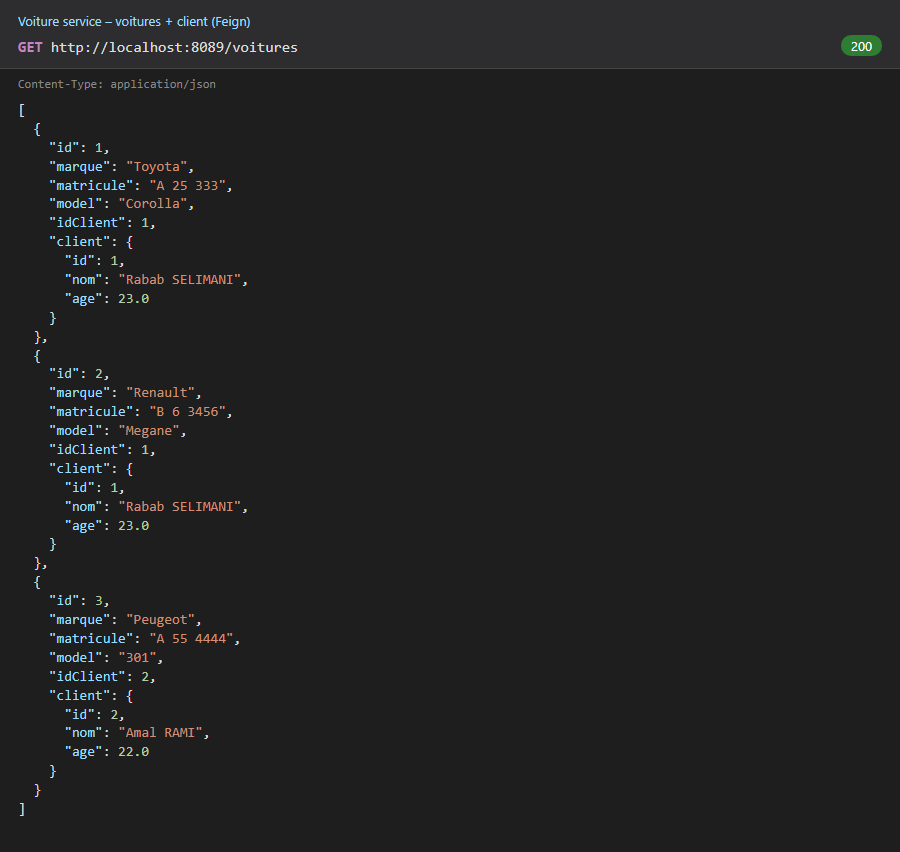 Voiture service – voitures + client (Feign)
GET http://localhost:8089/voitures
200
Content-Type: application/json
[
  {
    "id": 1,
    "marque": "Toyota",
    "matricule": "A 25 333",
    "model": "Corolla",
    "idClient": 1,
    "client": {
      "id": 1,
      "nom": "Rabab SELIMANI",
      "age": 23.0
    }
  },
  {
    "id": 2,
    "marque": "Renault",
    "matricule": "B 6 3456",
    "model": "Megane",
    "idClient": 1,
    "client": {
      "id": 1,
      "nom": "Rabab SELIMANI",
      "age": 23.0
    }
  },
  {
    "id": 3,
    "marque": "Peugeot",
    "matricule": "A 55 4444",
    "model": "301",
    "idClient": 2,
    "client": {
      "id": 2,
      "nom": "Amal RAMI",
      "age": 22.0
    }
  }
]